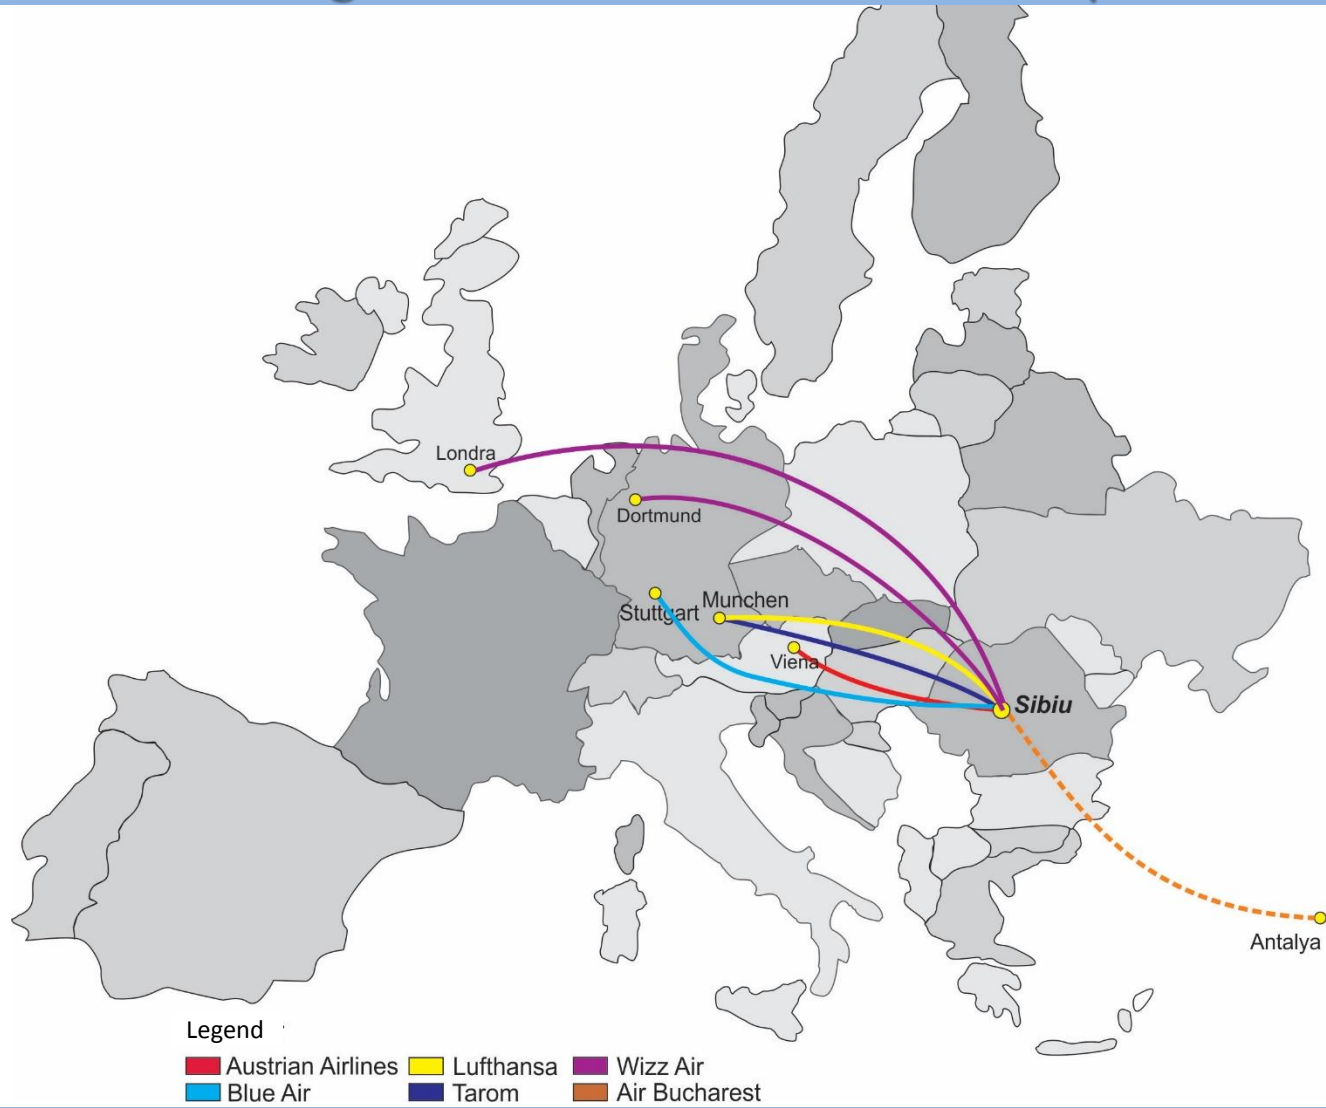 Londra
Dortmund
Stuttgart
Munchen
Viena
Sibiu
Antalya
Legend
Austrian Airlines Lufthansa Wizz Air
Blue Air Tarom Air Bucharest